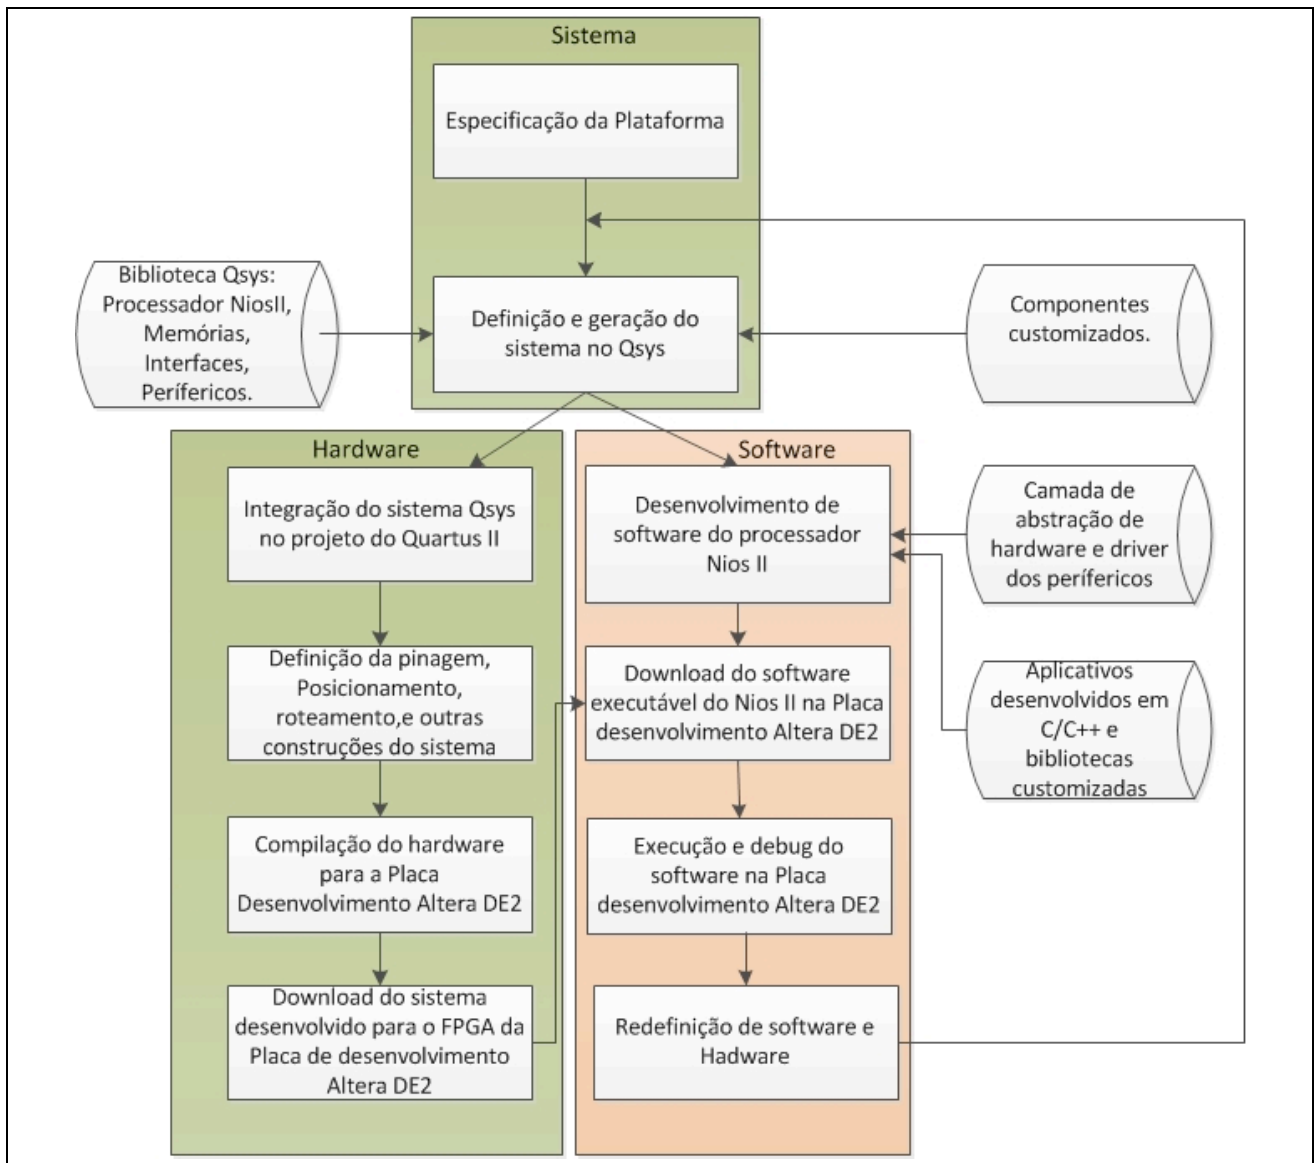 Sistema
Especificação da Plataforma
Biblioteca Qsys:
Processador NiosII,
Memórias,
Interfaces,
Perífericos.
Definição e geração do
sistema no Qsys
Componentes
customizados.
Hardware
Integração do sistema Qsys
no projeto do Quartus II
Definição da pinagem,
Posicionamento,
roteamento,e outras
construções do sistema
Compilação do hardware
para a Placa
Desenvolvimento Altera DE2
Download do sistema
desenvolvido para o FPGA da
Placa de desenvolvimento
Altera DE2
Software
Desenvolvimento de
software do processador
Nios II
Download do software
executável do Nios II na Placa
desenvolvimento Altera DE2
Execução e debug do
software na Placa
desenvolvimento Altera DE2
Redefinição de software e
Hadware
Camada de
abstração de
hardware e driver
dos perífericos
Aplicativos
desenvolvidos em
C/C++ e
bibliotecas
customizadas